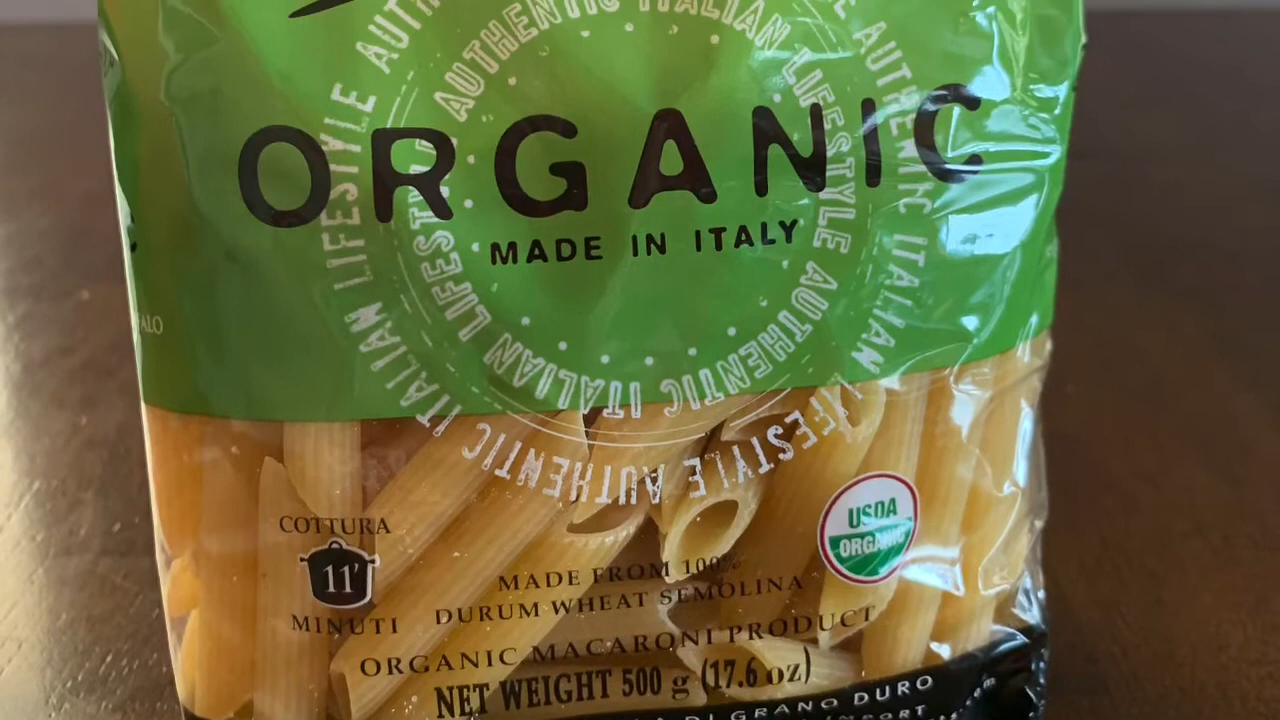 AUTHENTIC ITALIAN LIFESTYLE AUTHENTIC ITALIAN LIFESTYLE
AUTHENTIC ITALIAN LIFESTYLE AUTHENTIC ITALIAN LIFESTYLE
ORGANIC
MADE IN ITALY
COTTURA
11'
MINUTI
USDA
ORGANIC
MADE FROM 100%
DURUM WHEAT SEMOLINA
ORGANIC MACARONI PRODUCT
NET WEIGHT 500 g (17.6 oz)
DI GRANO DURO
IMPORT